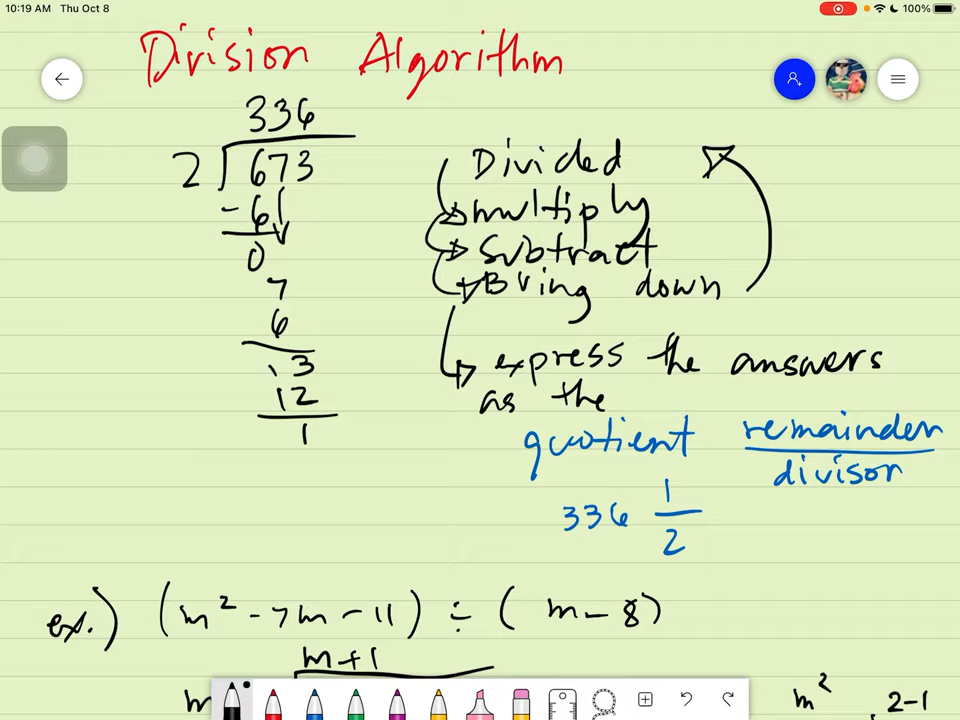 10:19 AM Thu Oct 8
100%
Division Algorithm
336
2 673
-6
0
7
6
13
12
1
Divided
multiply
Subtract
Bring down
express the answers
as the
quotient remainder
divisor
336 1
2
ex.) (m² - 7m - 11) ÷ (m - 8)
m+1
m
m² 2-1